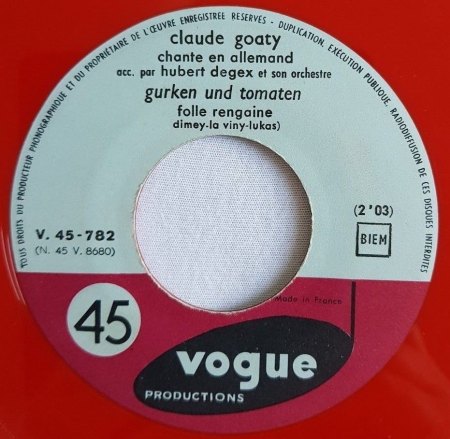 TOUS DROITS DU PRODUCTEUR PHONOGRAPHIQUE ET DU PROPRIÉTAIRE DE L'ŒUVRE ENREGISTREE RESERVES - DUPLICATION, EXÉCUTION PUBLIQUE, RADIODIFFUSION DE CES DISQUES INTERDITES
claude goaty
chante en allemand
acc. par hubert degex et son orchestre
gurken und tomaten
folle rengaine
dimey-la viny-lukas)
V. 45-782
(N. 45 V. 8680)
(2'03)
BIEM
Made in France
45
vogue
PRODUCTIONS